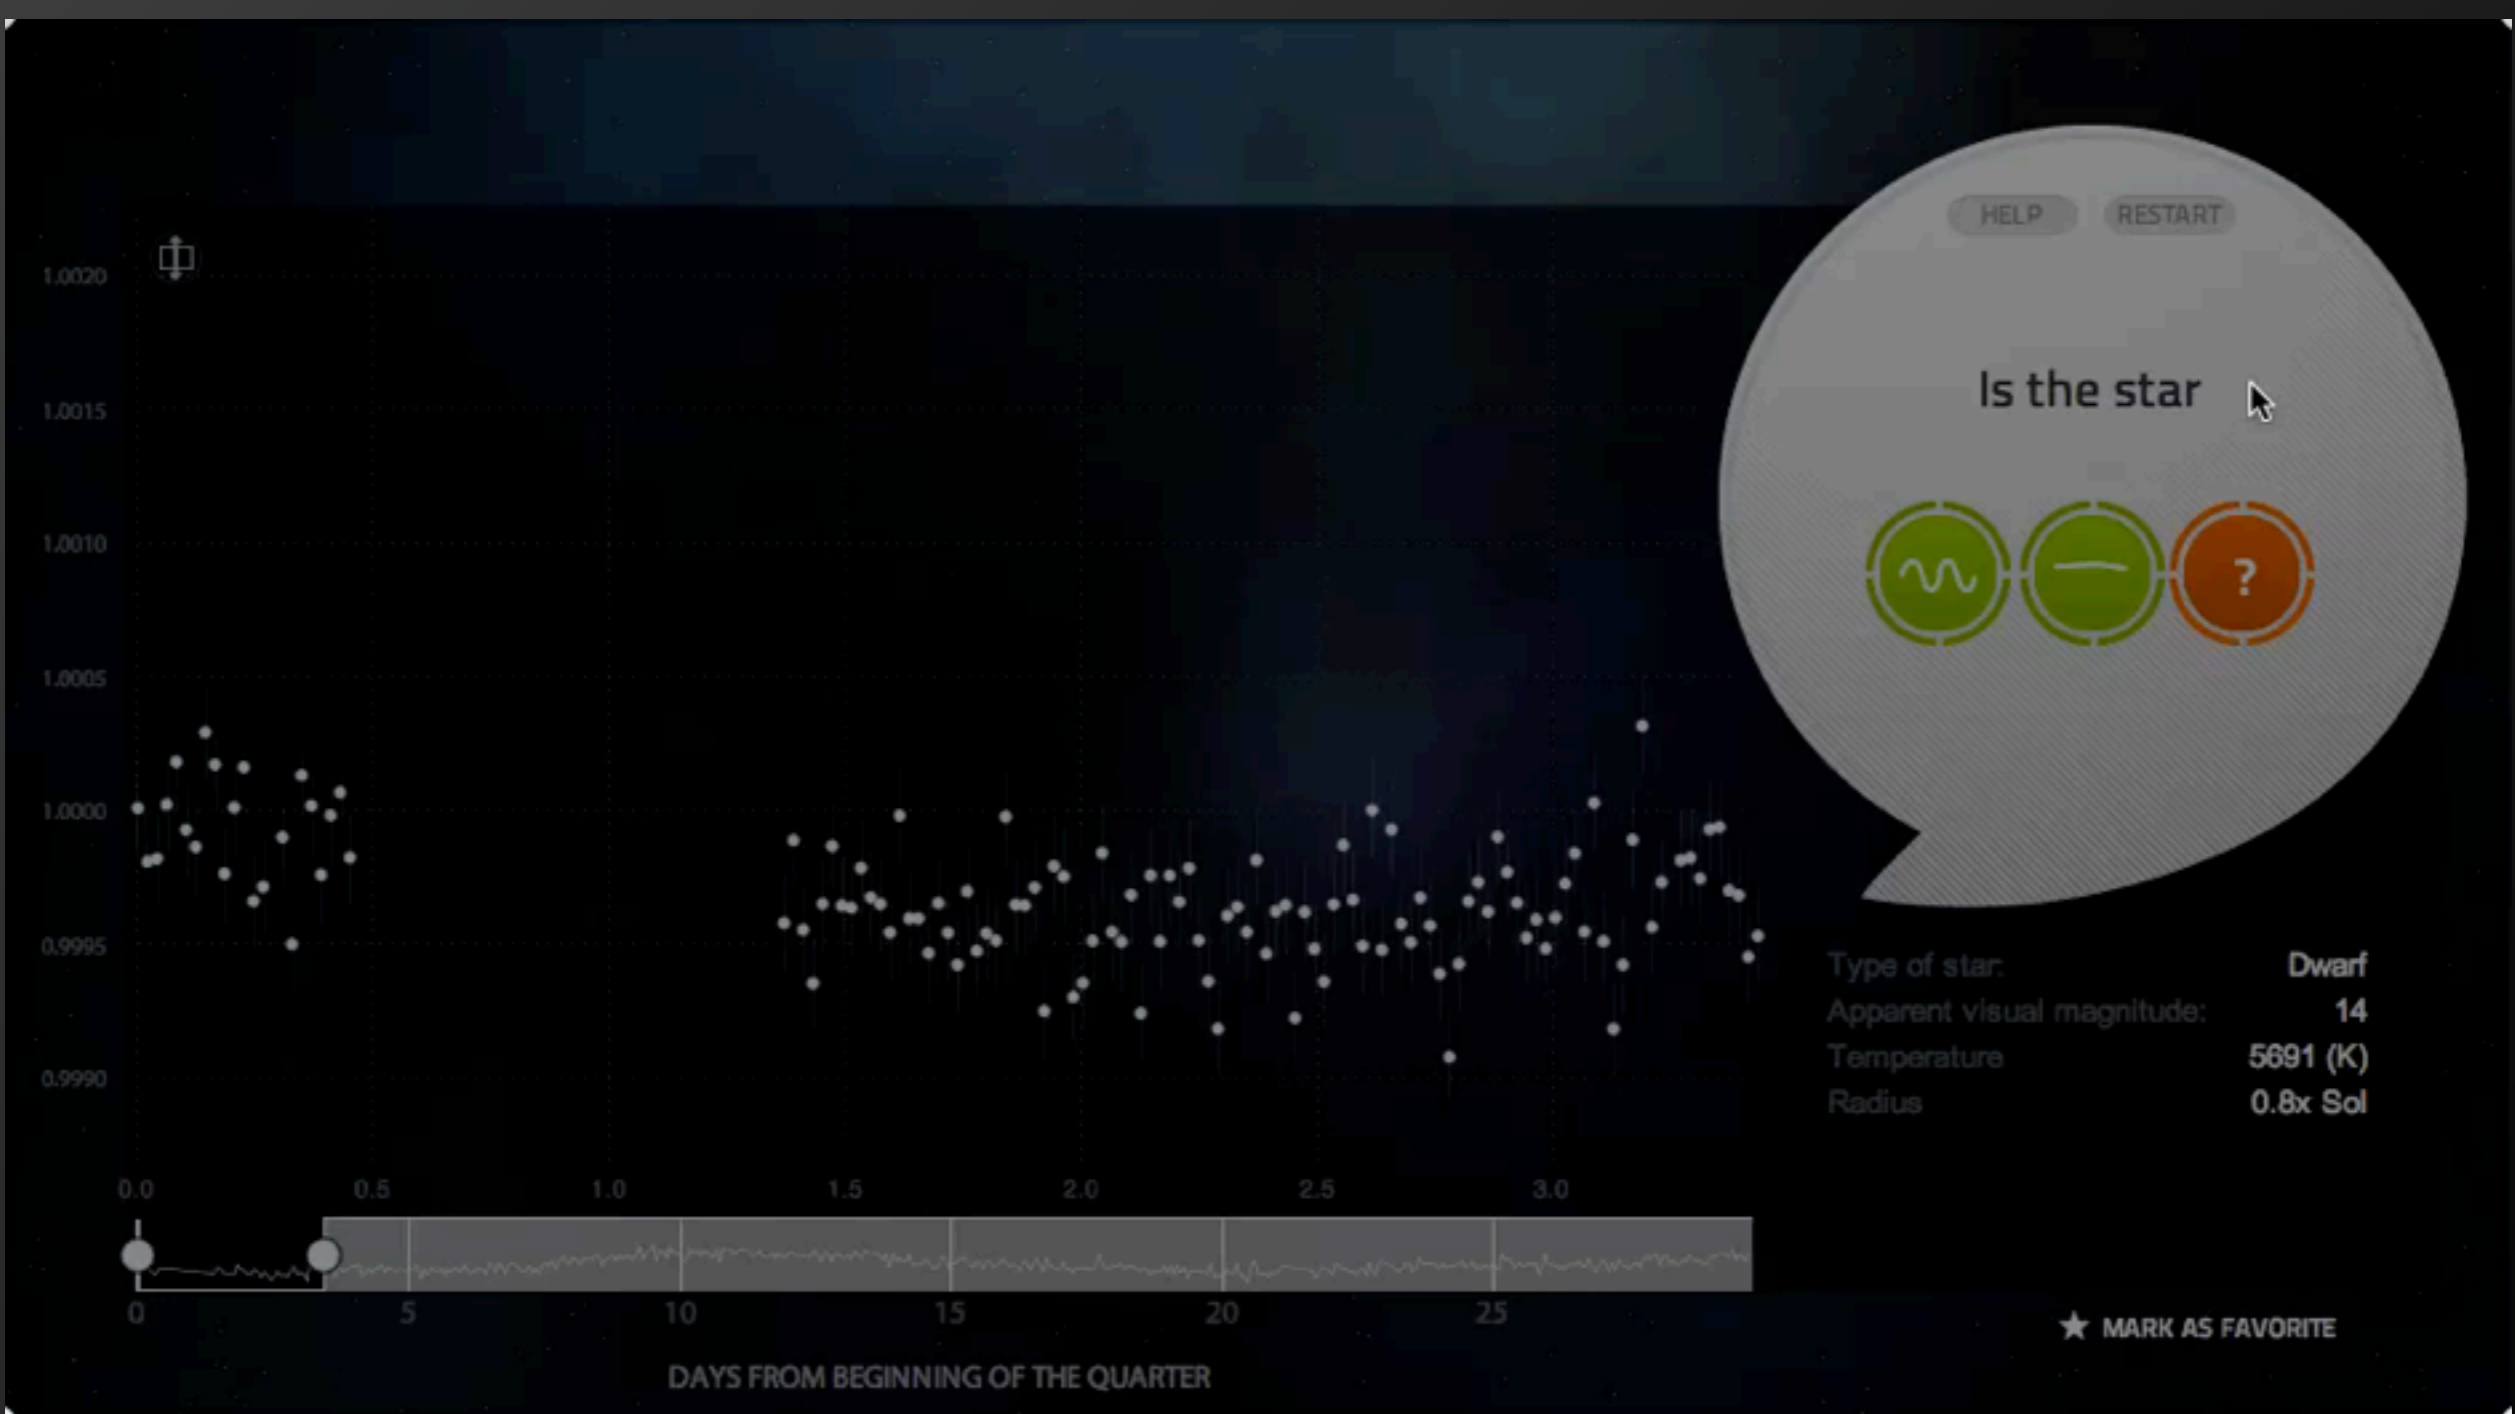 HELP RESTART
1.0020
1.0015
Is the star
1.0010
?
1.0005
1.0000
0.9995
0.9990
Type of star: Dwarf
Apparent visual magnitude: 14
Temperature 5691 (K)
Radius 0.8x Sol
0.0 0.5 1.0 1.5 2.0 2.5 3.0
0 5 10 15 20 25
MARK AS FAVORITE
DAYS FROM BEGINNING OF THE QUARTER